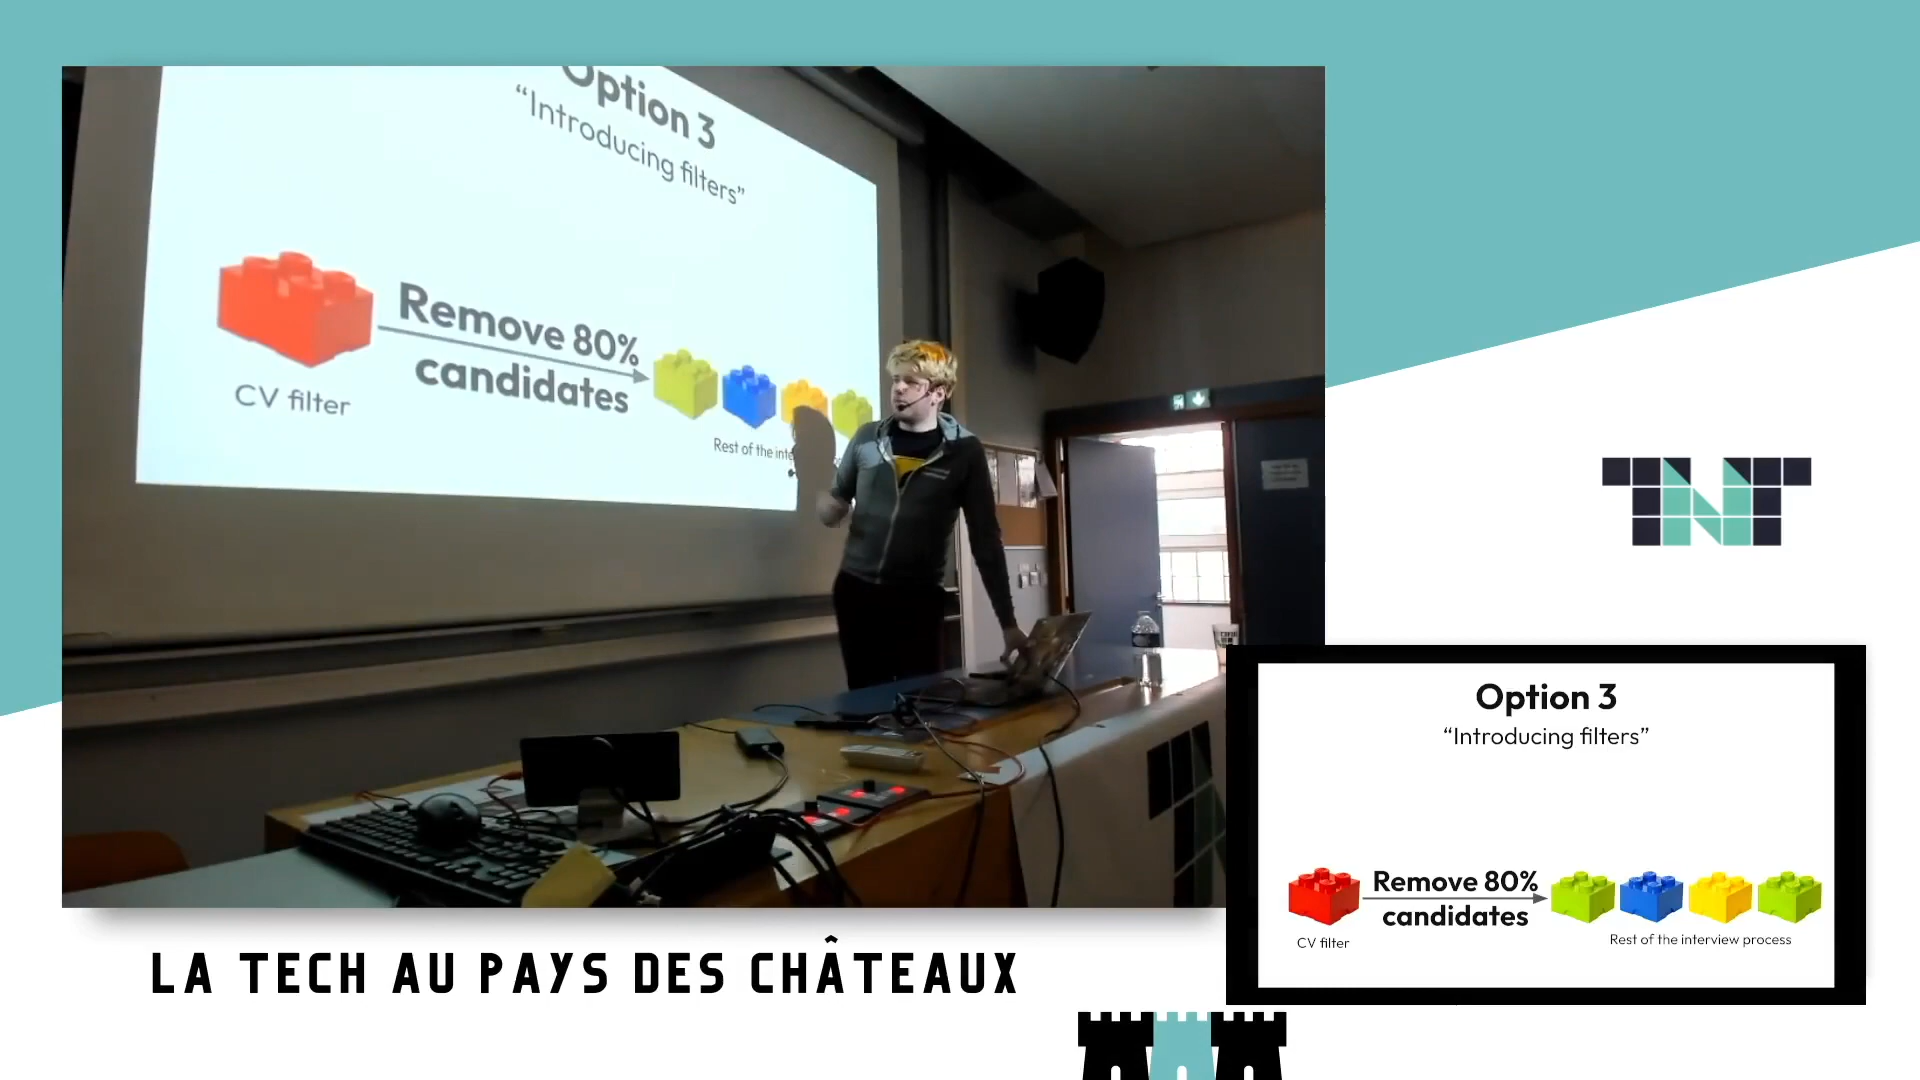 Option 3
“Introducing filters”
Remove 80%
candidates
CV filter
Rest of the inte
TNT
Option 3
“Introducing filters”
Remove 80%
candidates
CV filter
Rest of the interview process
LA TECH AU PAYS DES CHÂTEAUX